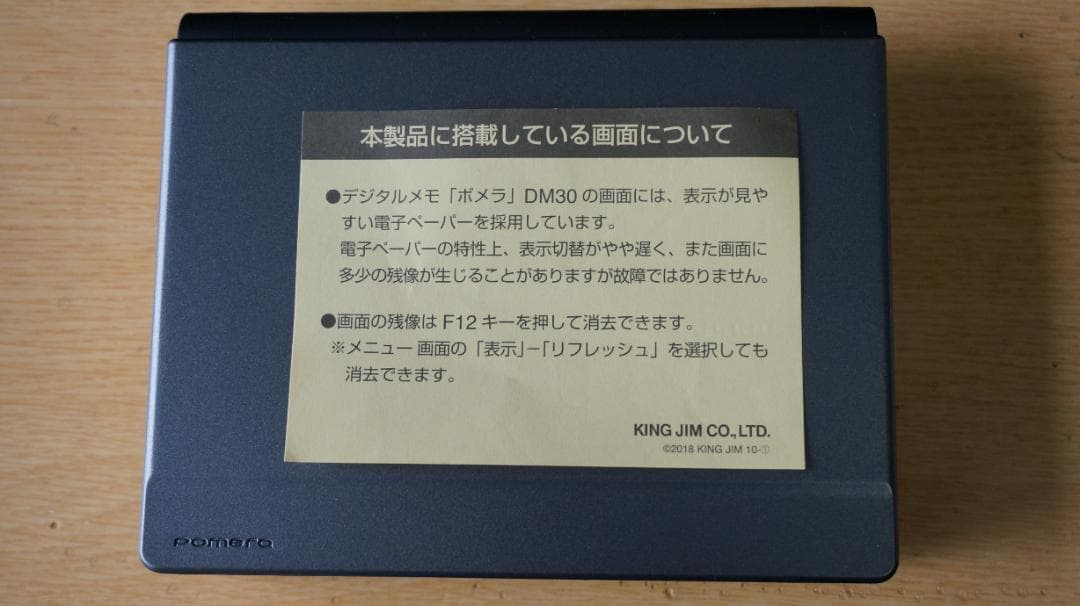 本製品に搭載している画面について
●デジタルメモ「ポメラ」DM30 の画面には、表示が見や
すい電子ペーパーを採用しています。
電子ペーパーの特性上、表示切替がやや遅く、また画面に
多少の残像が生じることがありますが故障ではありません。
●画面の残像は F12 キーを押して消去できます。
※メニュー 画面の「表示」−「リフレッシュ」を選択しても
消去できます。
KING JIM CO.,LTD.
©2018 KING JIM 10-①
pomera